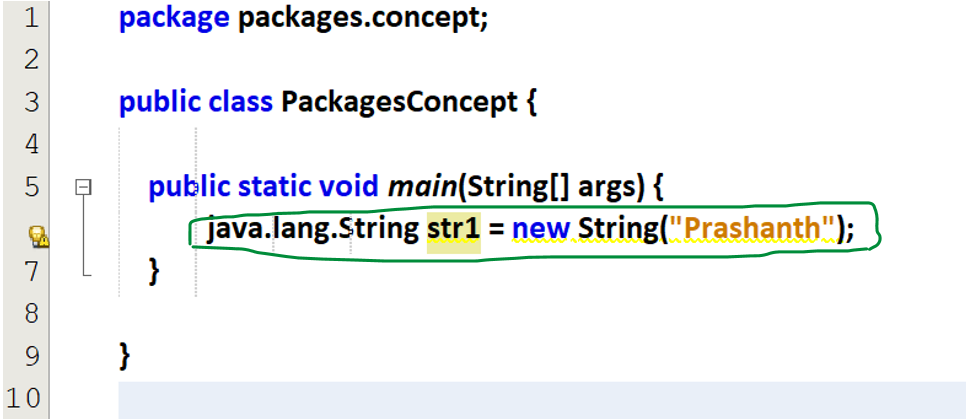 1 package packages.concept;
2
3 public class PackagesConcept {
4
5 public static void main(String[] args) {
java.lang.String str1 = new String("Prashanth");
7 }
8
9 }
10